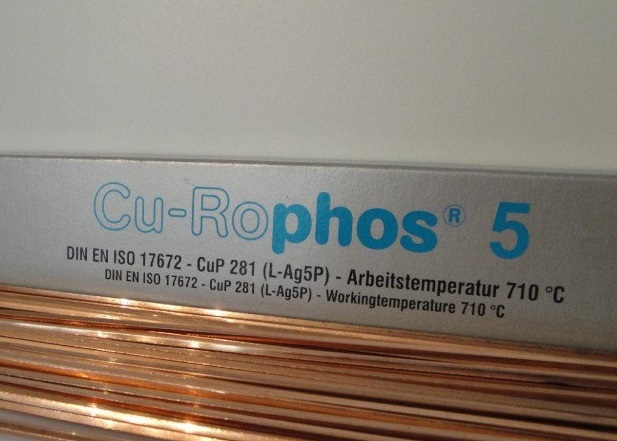 Cu-Rophos® 5
DIN EN ISO 17672 - CuP 281 (L-Ag5P) - Arbeitstemperatur 710 °C
DIN EN ISO 17672 - CuP 281 (L-Ag5P) - Workingtemperature 710 °C